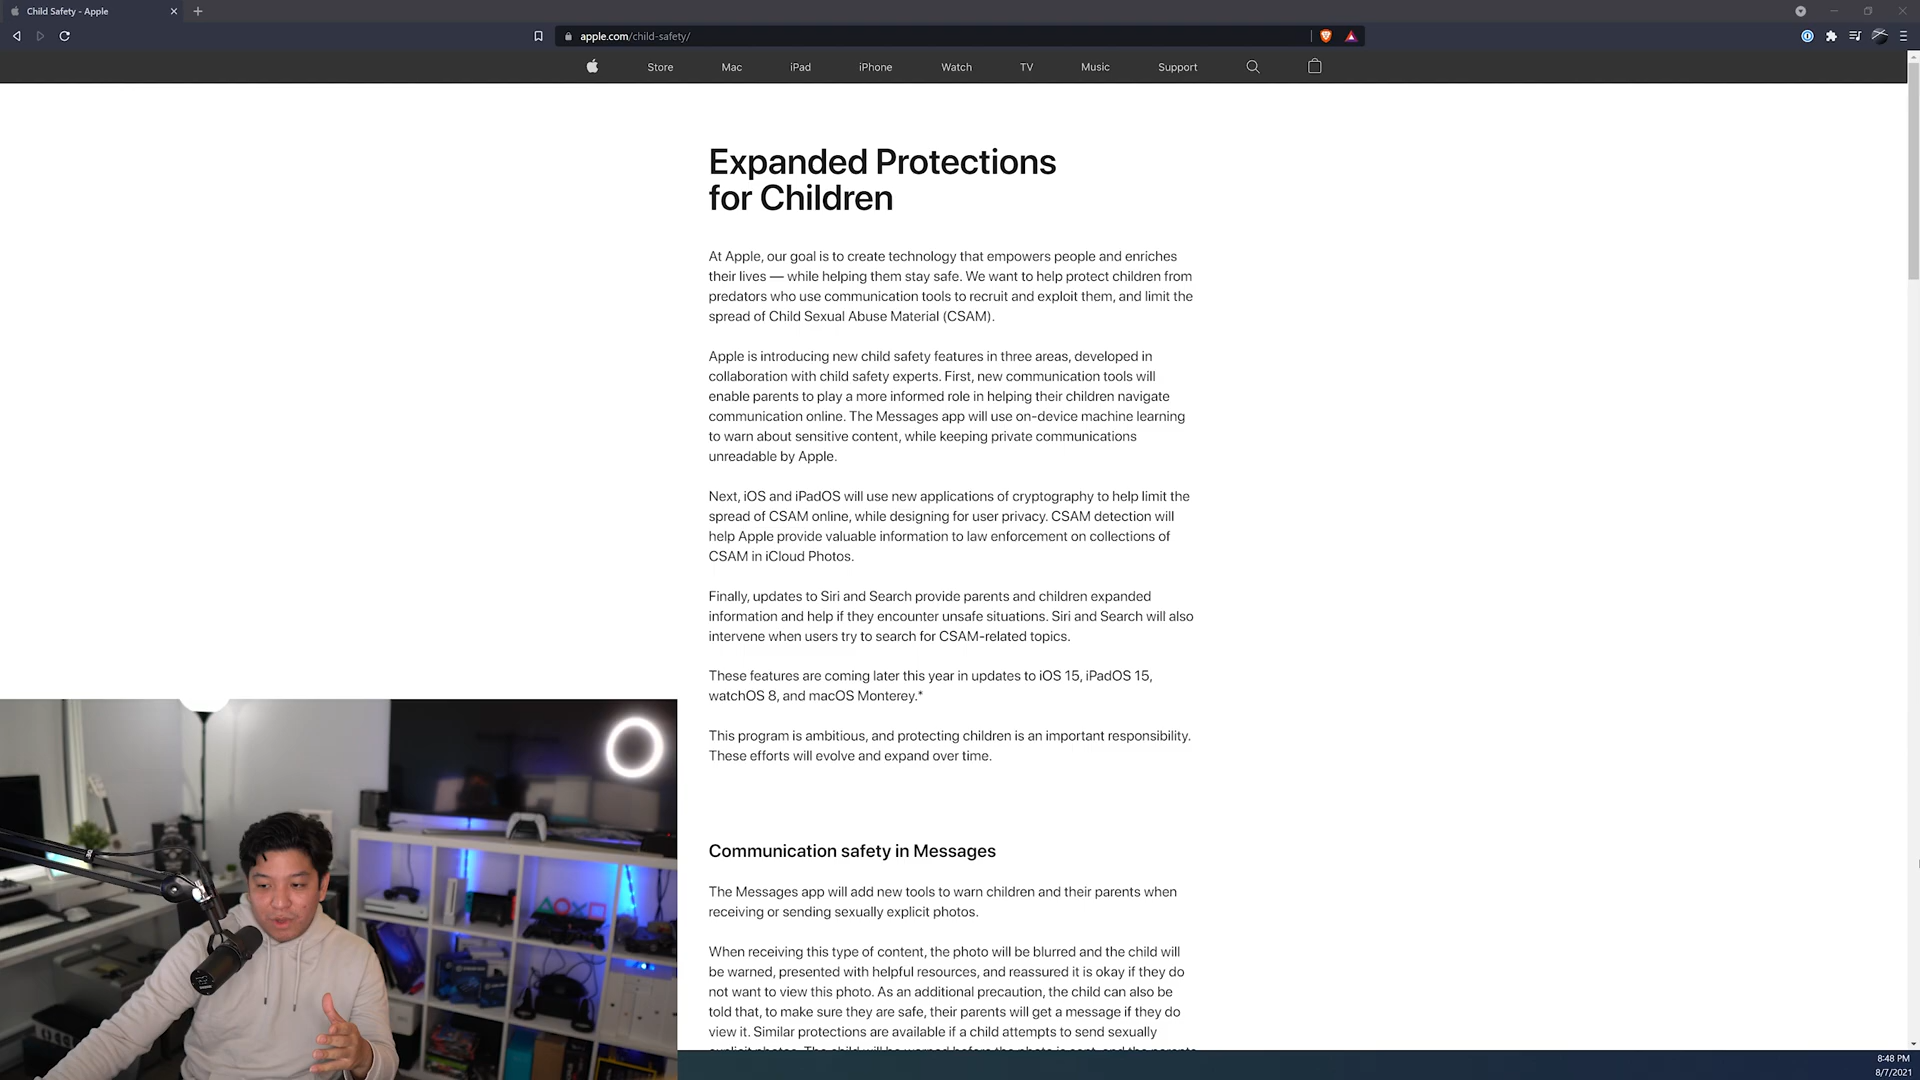 Child Safety - Apple
apple.com/child-safety/
Store Mac iPad iPhone Watch TV Music Support
Expanded Protections
for Children
At Apple, our goal is to create technology that empowers people and enriches
their lives — while helping them stay safe. We want to help protect children from
predators who use communication tools to recruit and exploit them, and limit the
spread of Child Sexual Abuse Material (CSAM).
Apple is introducing new child safety features in three areas, developed in
collaboration with child safety experts. First, new communication tools will
enable parents to play a more informed role in helping their children navigate
communication online. The Messages app will use on-device machine learning
to warn about sensitive content, while keeping private communications
unreadable by Apple.
Next, iOS and iPadOS will use new applications of cryptography to help limit the
spread of CSAM online, while designing for user privacy. CSAM detection will
help Apple provide valuable information to law enforcement on collections of
CSAM in iCloud Photos.
Finally, updates to Siri and Search provide parents and children expanded
information and help if they encounter unsafe situations. Siri and Search will also
intervene when users try to search for CSAM-related topics.
These features are coming later this year in updates to iOS 15, iPadOS 15,
watchOS 8, and macOS Monterey.*
This program is ambitious, and protecting children is an important responsibility.
These efforts will evolve and expand over time.
Communication safety in Messages
The Messages app will add new tools to warn children and their parents when
receiving or sending sexually explicit photos.
When receiving this type of content, the photo will be blurred and the child will
be warned, presented with helpful resources, and reassured it is okay if they do
not want to view this photo. As an additional precaution, the child can also be
told that, to make sure they are safe, their parents will get a message if they do
view it. Similar protections are available if a child attempts to send sexually
explicit photos. The child will be warned before the photo is sent, and the parents
8:48 PM
8/7/2021